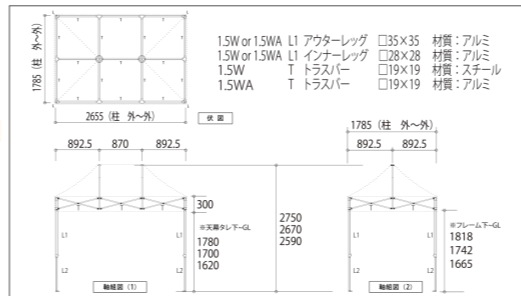 1.5W or 1.5WA L1 アウターレッグ □35×35 材質：アルミ
1.5W or 1.5WA L1 インナーレッグ □28×28 材質：アルミ
1.5W T トラスバー □19×19 材質：スチール
1.5WA T トラスバー □19×19 材質：アルミ
1785（柱 外〜外）
2655（柱 外〜外）
伏 図
892.5 870 892.5
300
※天幕タレ下~GL
1780
1700
1620
2750
2670
2590
L1 L1
L2 L2
軸組図（1）
1785（柱 外〜外）
892.5 892.5
※フレーム下~GL
1818
1742
1665
L1 L1
L2 L2
軸組図（2）